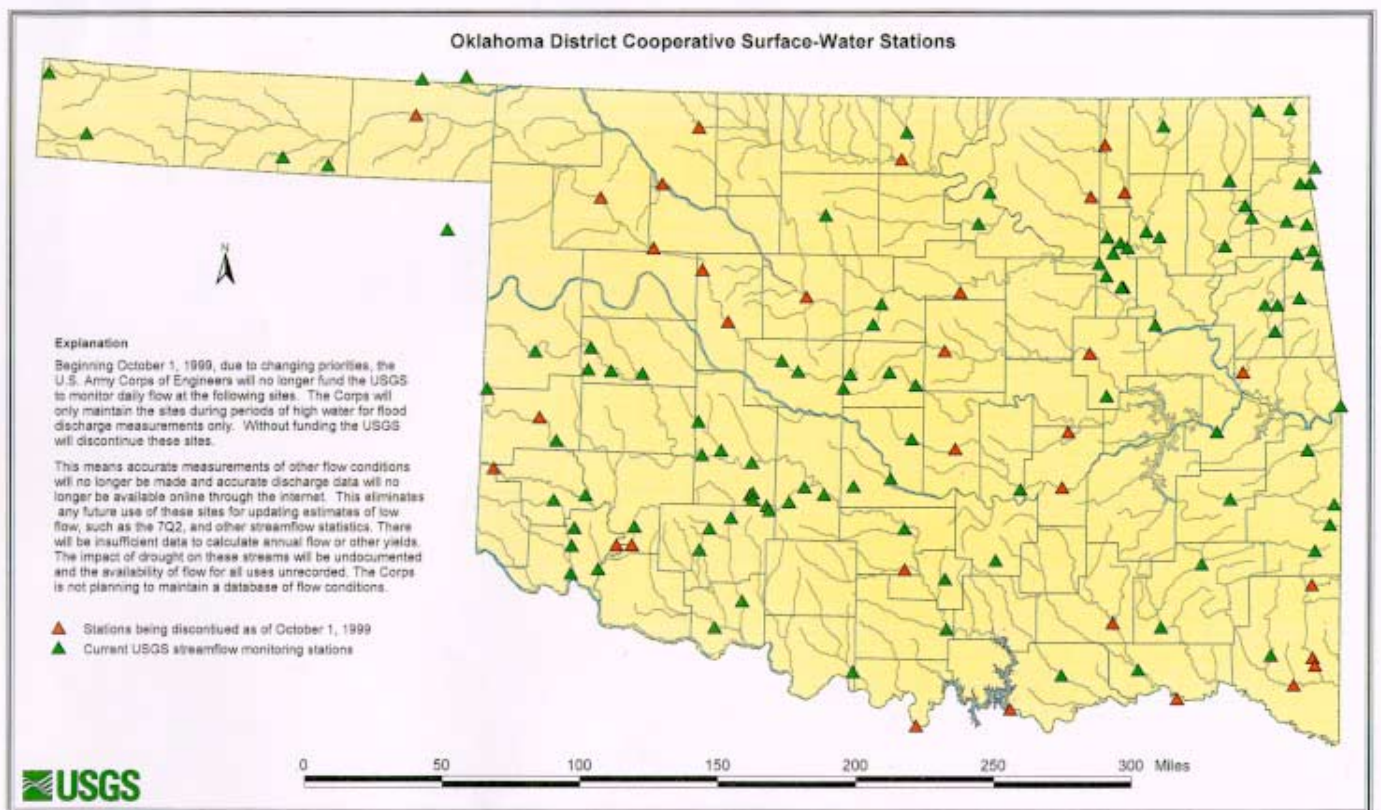 Oklahoma District Cooperative Surface-Water Stations
N
Explanation
Beginning October 1, 1999, due to changing priorities, the
U.S. Army Corps of Engineers will no longer fund the USGS
to monitor daily flow at the following sites. The Corps will
only maintain the sites during periods of high water for flood
discharge measurements only. Without funding the USGS
will discontinue these sites.
This means accurate measurements of other flow conditions
will no longer be made and accurate discharge data will no
longer be available online through the internet. This eliminates
any future use of these sites for updating estimates of low
flow, such as the 7Q2, and other streamflow statistics. There
will be insufficient data to calculate annual flow or other yields.
The impact of drought on these streams will be undocumented
and the availability of flow for all uses unrecorded. The Corps
is not planning to maintain a database of flow conditions.
Stations being discontiued as of October 1, 1999
Current USGS streamflow monitoring stations
0 50 100 150 200 250 300 Miles
USGS